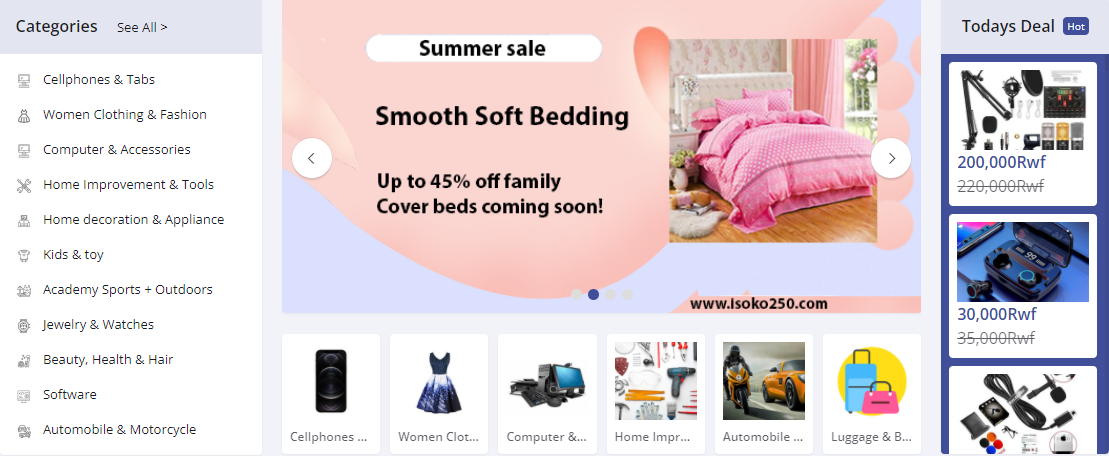 Categories See All >
Cellphones & Tabs
Women Clothing & Fashion
Computer & Accessories
Home Improvement & Tools
Home decoration & Appliance
Kids & toy
Academy Sports + Outdoors
Jewelry & Watches
Beauty, Health & Hair
Software
Automobile & Motorcycle
Summer sale
Smooth Soft Bedding
Up to 45% off family
Cover beds coming soon!
www.Isoko250.com
Cellphones ...
Women Clot...
Computer &...
Home Impr...
Automobile ...
Luggage & B...
Todays Deal Hot
200,000Rwf
220,000Rwf
99
30,000Rwf
35,000Rwf